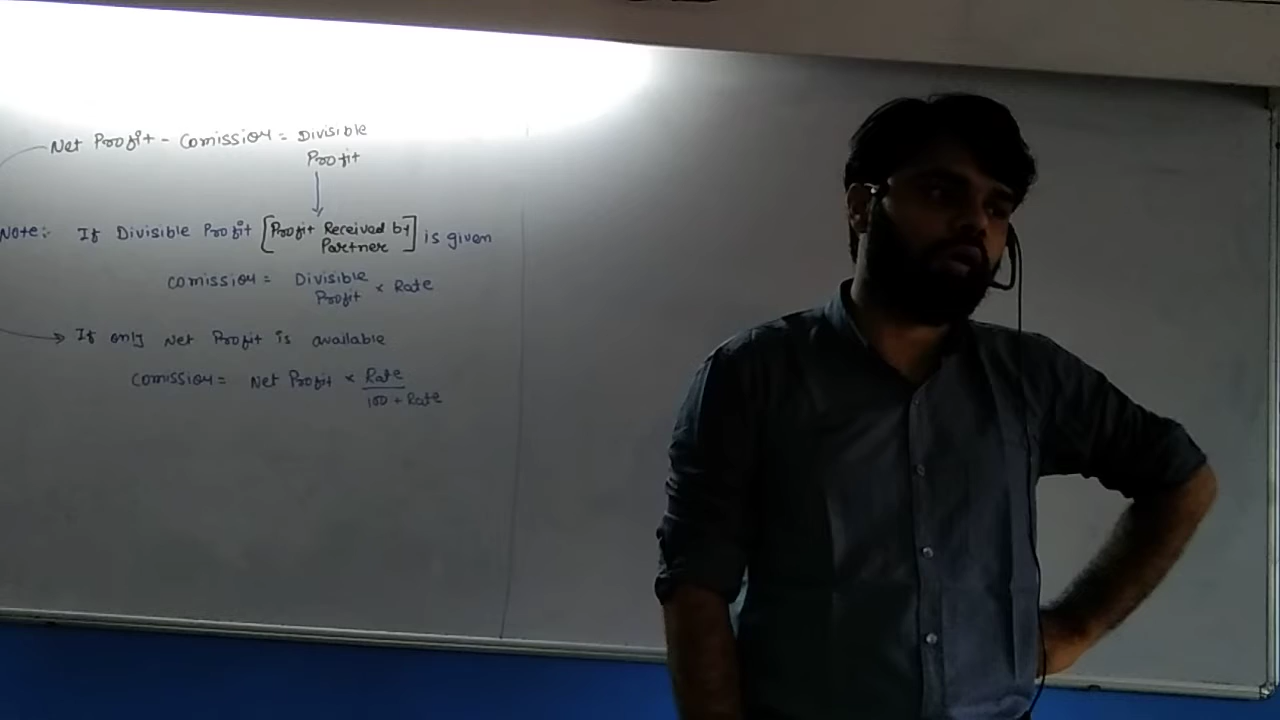 Net Profit - Comission = Divisible
Profit
Note:- If Divisible Profit [Profit Received by
Partner] is given
Comission = Divisible
Profit × Rate
→ If only Net Profit is available
Comission = Net Profit × Rate
100 + Rate